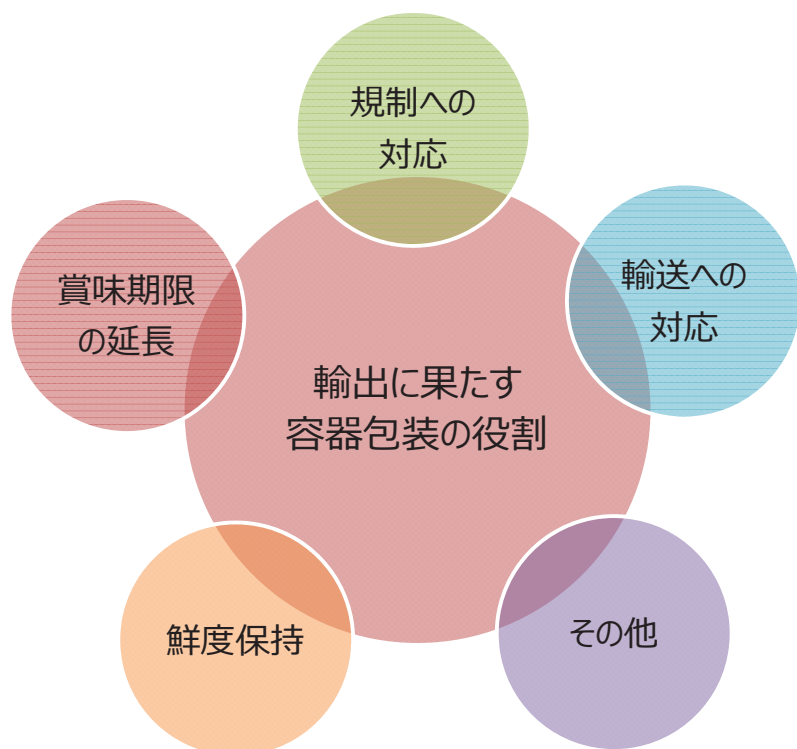 規制への
対応
賞味期限
の延長
輸送への
対応
輸出に果たす
容器包装の役割
鮮度保持
その他